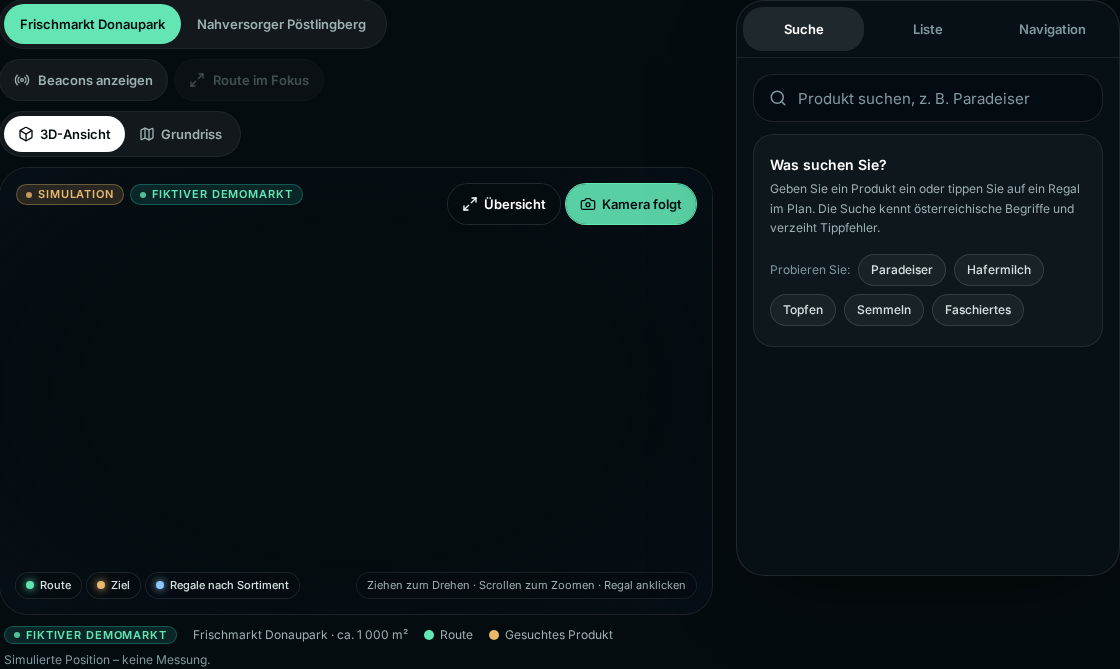 Frischmarkt Donaupark
Nahversorger Pöstlingberg
Beacons anzeigen
Route im Fokus
3D-Ansicht
Grundriss
SIMULATION
FIKTIVER DEMOMARKT
Übersicht
Kamera folgt
Route
Ziel
Regale nach Sortiment
Ziehen zum Drehen · Scrollen zum Zoomen · Regal anklicken
FIKTIVER DEMOMARKT
Frischmarkt Donaupark · ca. 1 000 m²
Route
Gesuchtes Produkt
Simulierte Position – keine Messung.
Suche
Liste
Navigation
Produkt suchen, z. B. Paradeiser
Was suchen Sie?
Geben Sie ein Produkt ein oder tippen Sie auf ein Regal
im Plan. Die Suche kennt österreichische Begriffe und
verzeiht Tippfehler.
Probieren Sie:
Paradeiser
Hafermilch
Topfen
Semmeln
Faschiertes